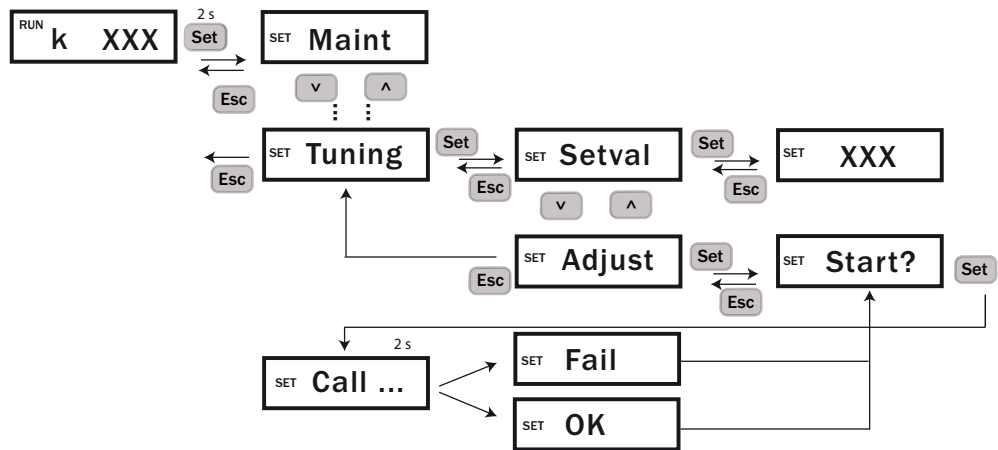 2 s
RUN k XXX Set SET Maint
Esc
˅ ˄
SET Tuning Set SET Setval Set SET XXX
Esc Esc Esc
˅ ˄
SET Adjust Set SET Start? Set
Esc Esc
2 s
SET Call ... SET Fail
SET OK